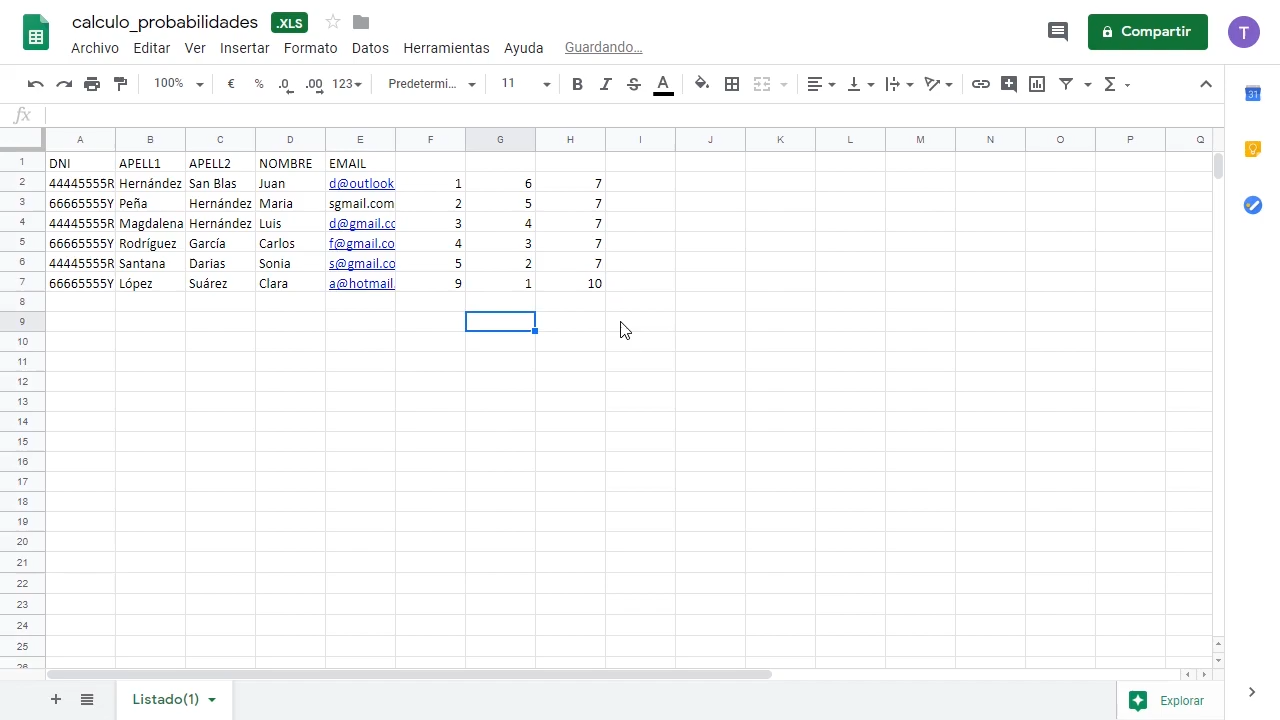 calculo_probabilidades .XLS
Archivo Editar Ver Insertar Formato Datos Herramientas Ayuda Guardando...
Compartir
T
100% € % .0 .00 123 Predetermi... 11 B I S A Σ
31
fx
A B C D E F G H I J K L M N O P Q
1 DNI APELL1 APELL2 NOMBRE EMAIL
2 44445555R Hernández San Blas Juan d@outlook. 1 6 7
3 66665555Y Peña Hernández Maria sgmail.com 2 5 7
4 44445555R Magdalena Hernández Luis d@gmail.co 3 4 7
5 66665555Y Rodríguez García Carlos f@gmail.co 4 3 7
6 44445555R Santana Darias Sonia s@gmail.co 5 2 7
7 66665555Y López Suárez Clara a@hotmail. 9 1 10
8
9
10
11
12
13
14
15
16
17
18
19
20
21
22
23
24
25
26
Listado(1)
Explorar